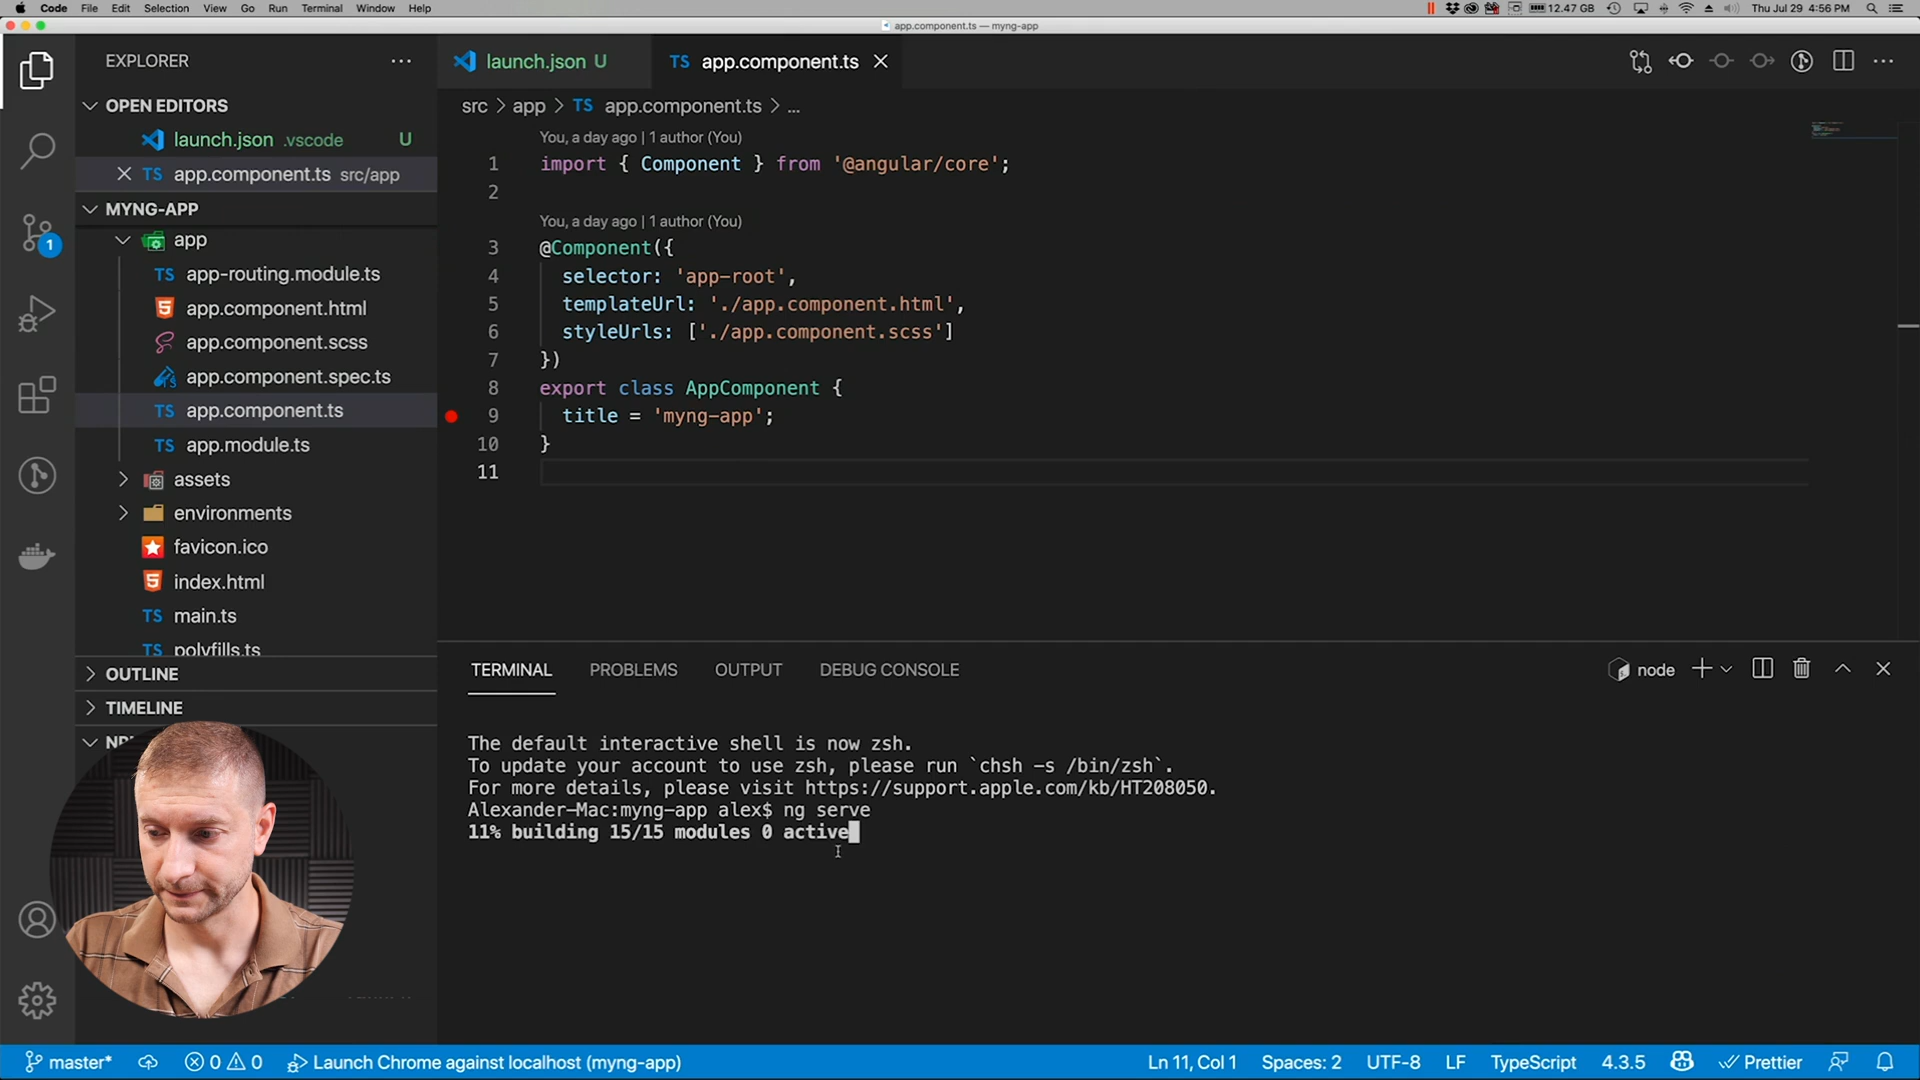 Code File Edit Selection View Go Run Terminal Window Help 12.47 GB Thu Jul 29 4:56 PM
app.component.ts — myng-app
EXPLORER
launch.json U
TS app.component.ts
OPEN EDITORS
launch.json .vscode U
TS app.component.ts src/app
MYNG-APP
app
TS app-routing.module.ts
app.component.html
app.component.scss
app.component.spec.ts
TS app.component.ts
TS app.module.ts
assets
environments
favicon.ico
index.html
TS main.ts
TS polyfills.ts
OUTLINE
TIMELINE
1
src > app > TS app.component.ts > ...
You, a day ago | 1 author (You)
1 import { Component } from '@angular/core';
2
You, a day ago | 1 author (You)
3 @Component({
4 selector: 'app-root',
5 templateUrl: './app.component.html',
6 styleUrls: ['./app.component.scss']
7 })
8 export class AppComponent {
9 title = 'myng-app';
10 }
11
TERMINAL PROBLEMS OUTPUT DEBUG CONSOLE node
The default interactive shell is now zsh.
To update your account to use zsh, please run `chsh -s /bin/zsh`.
For more details, please visit https://support.apple.com/kb/HT208050.
Alexander-Mac:myng-app alex$ ng serve
11% building 15/15 modules 0 active
master* 0 0 Launch Chrome against localhost (myng-app) Ln 11, Col 1 Spaces: 2 UTF-8 LF TypeScript 4.3.5 Prettier